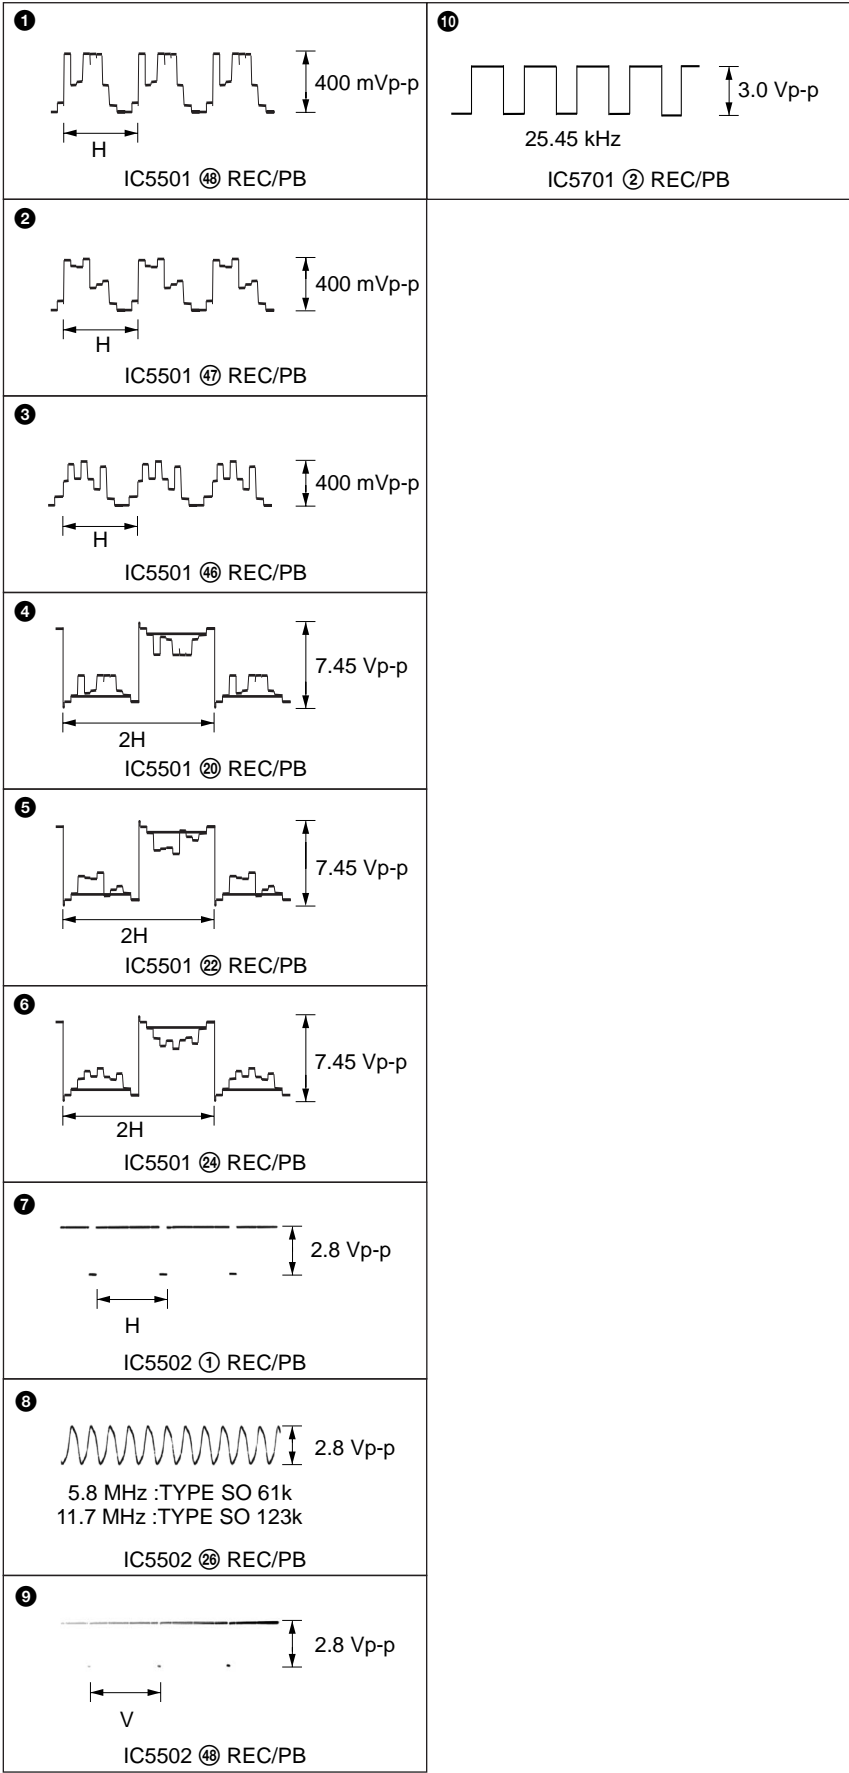 ❶
400 mVp-p
H
IC5501 ㊽ REC/PB
❷
400 mVp-p
H
IC5501 ㊼ REC/PB
❸
400 mVp-p
H
IC5501 ㊻ REC/PB
❹
7.45 Vp-p
2H
IC5501 ⑳ REC/PB
❺
7.45 Vp-p
2H
IC5501 ㉒ REC/PB
❻
7.45 Vp-p
2H
IC5501 ㉔ REC/PB
❼
2.8 Vp-p
H
IC5502 ① REC/PB
❽
2.8 Vp-p
5.8 MHz :TYPE SO 61k
11.7 MHz :TYPE SO 123k
IC5502 ㉖ REC/PB
❾
2.8 Vp-p
V
IC5502 ㊽ REC/PB
❿
3.0 Vp-p
25.45 kHz
IC5701 ② REC/PB